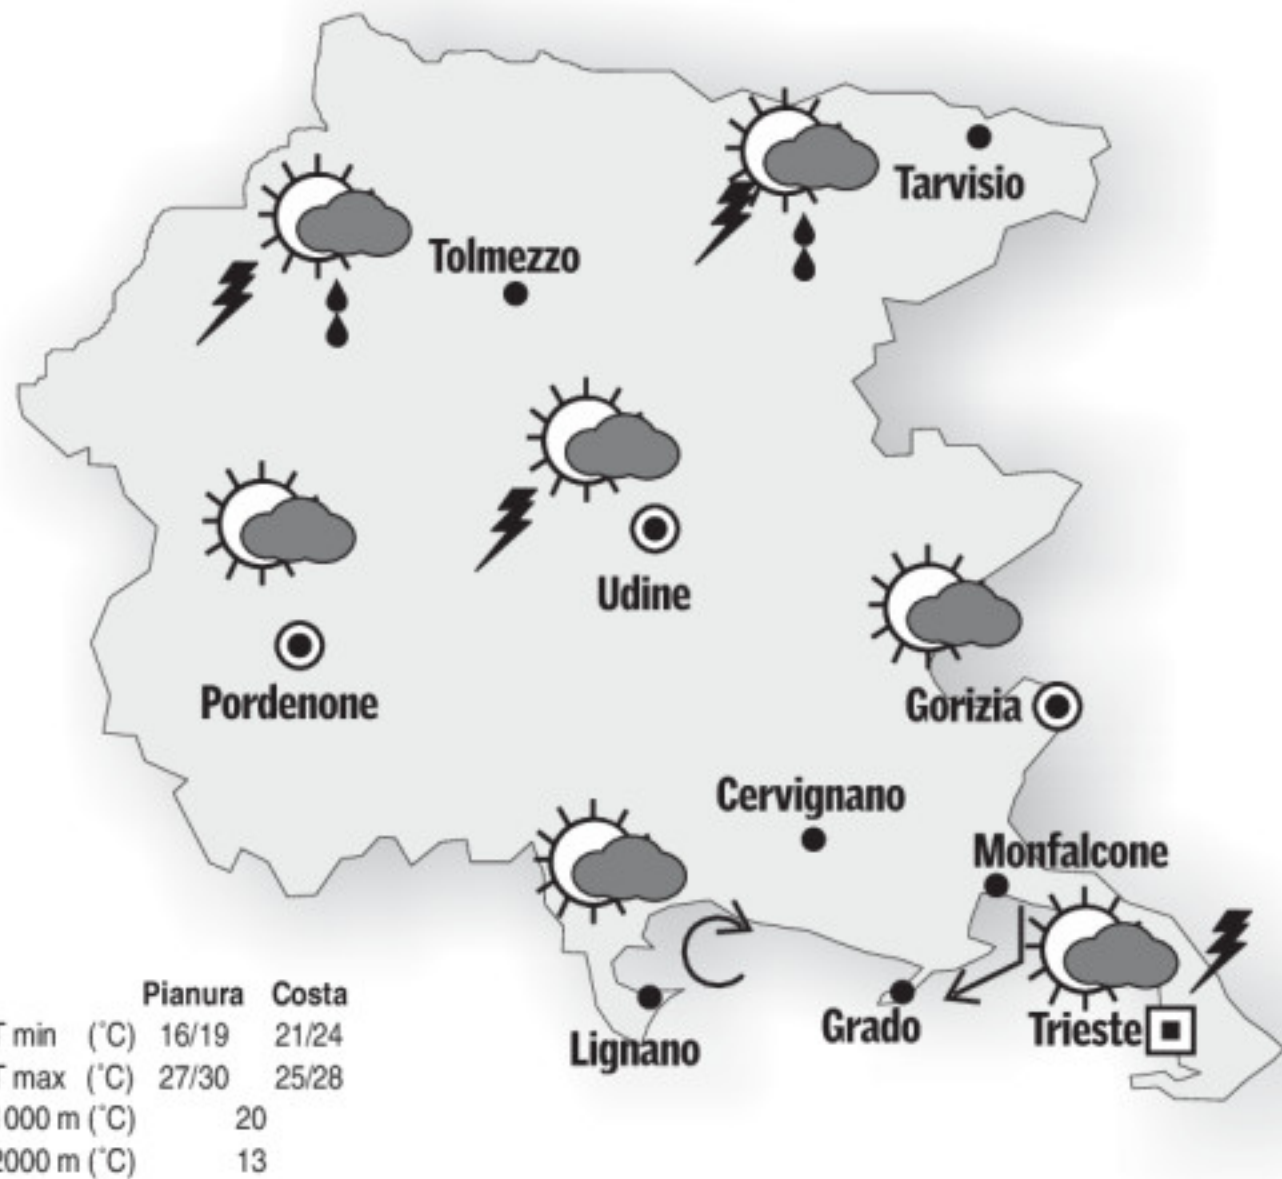 Tarvisio
Tolmezzo
Udine
Pordenone
Gorizia
Cervignano
Monfalcone
Grado
Trieste
Lignano
Pianura Costa
T min (°C) 16/19 21/24
T max (°C) 27/30 25/28
000 m (°C) 20
2000 m (°C) 13